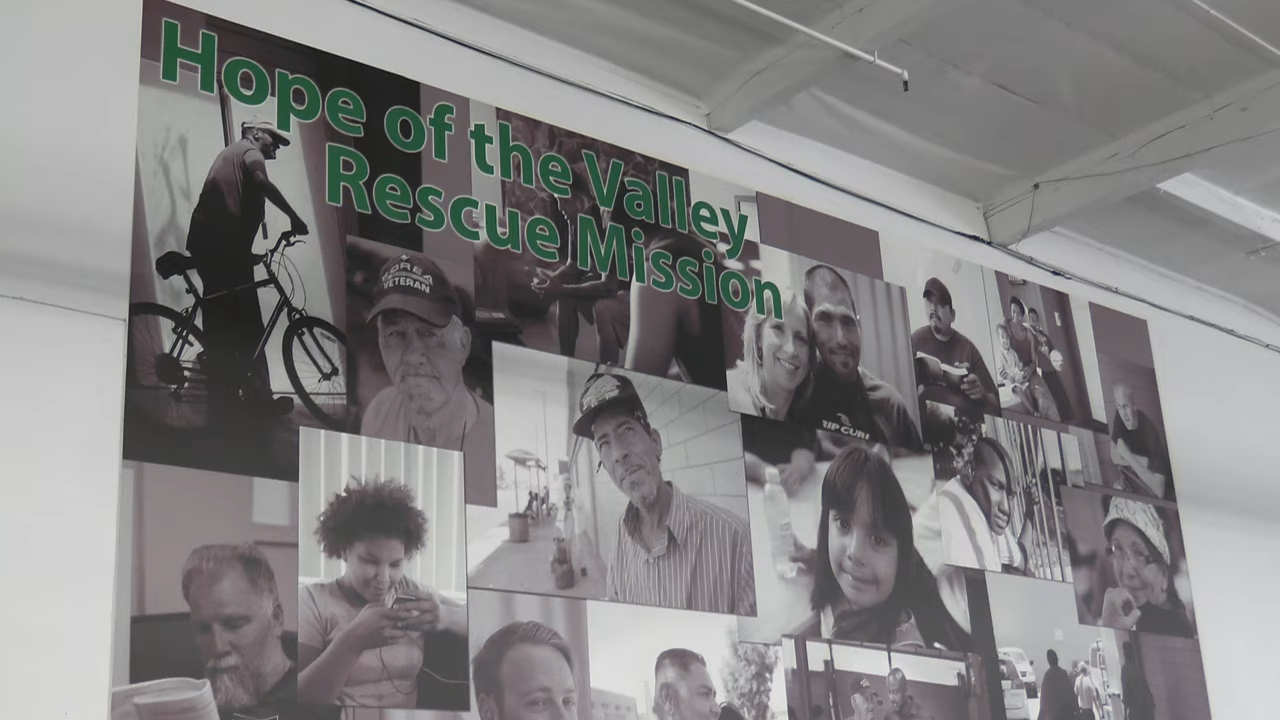 Hope of the Valley
Rescue Mission
KOREA
VETERAN
RIP CURL